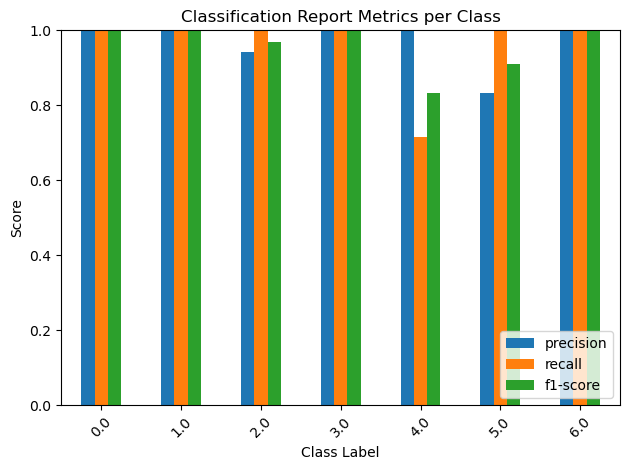 Classification Report Metrics per Class
1.0
0.8
0.6
0.4
0.2
0.0
Score
precision
recall
f1-score
0.0 1.0 2.0 3.0 4.0 5.0 6.0
Class Label